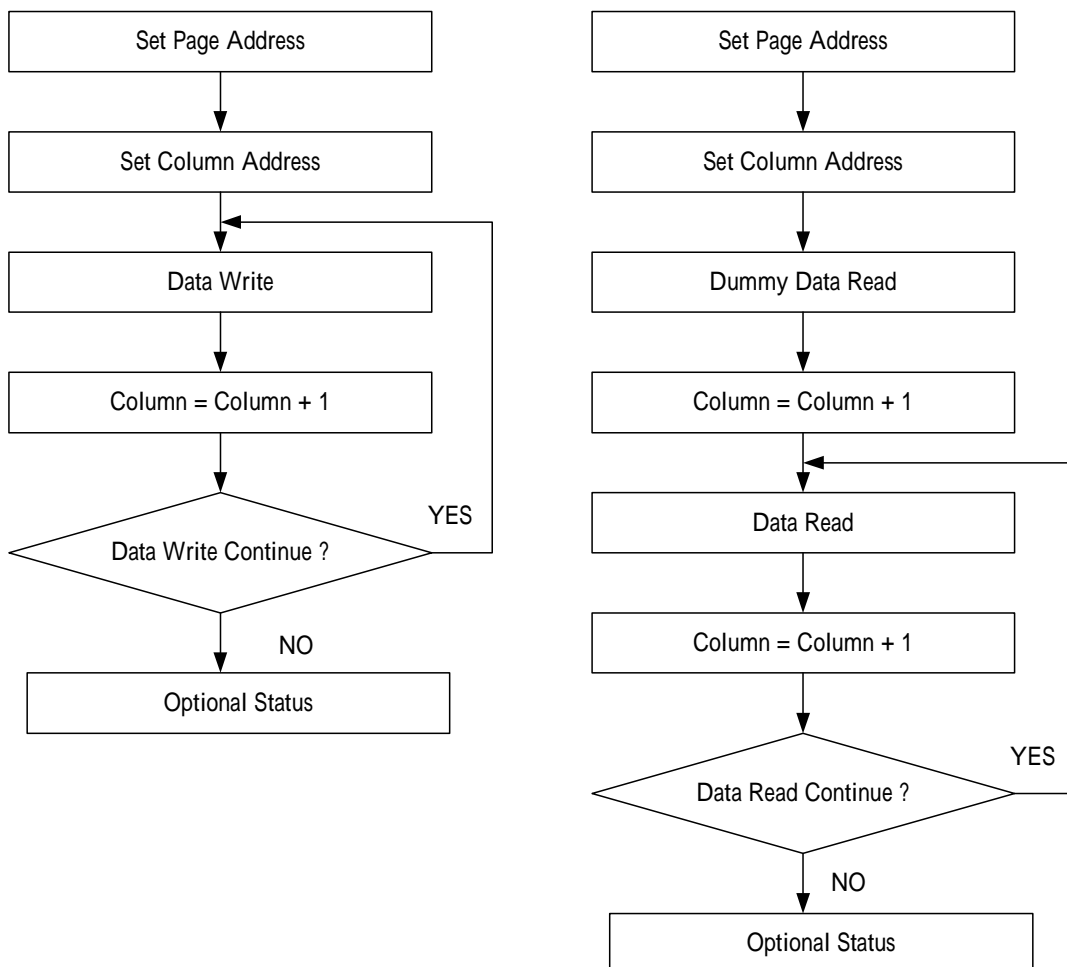 Set Page Address
Set Column Address
Data Write
Column = Column + 1
Data Write Continue ?
YES
NO
Optional Status
Set Page Address
Set Column Address
Dummy Data Read
Column = Column + 1
Data Read
Column = Column + 1
Data Read Continue ?
YES
NO
Optional Status